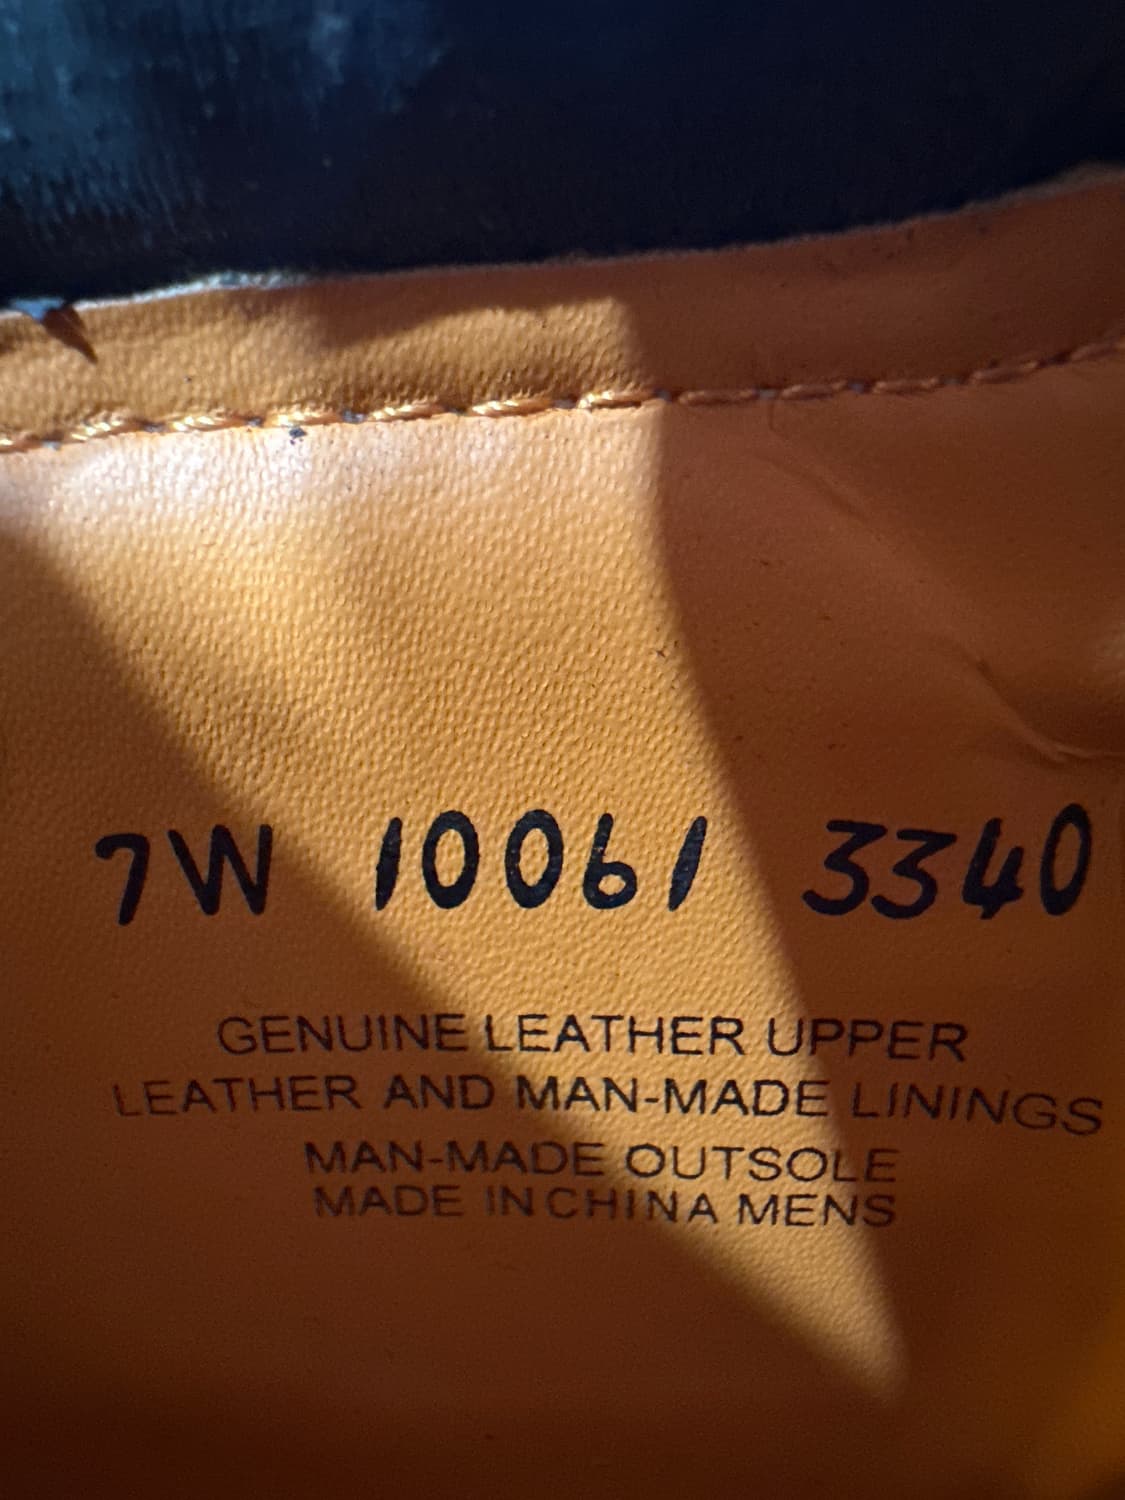 7W 10061 3340
GENUINE LEATHER UPPER
LEATHER AND MAN-MADE LININGS
MAN-MADE OUTSOLE
MADE IN CHINA MENS